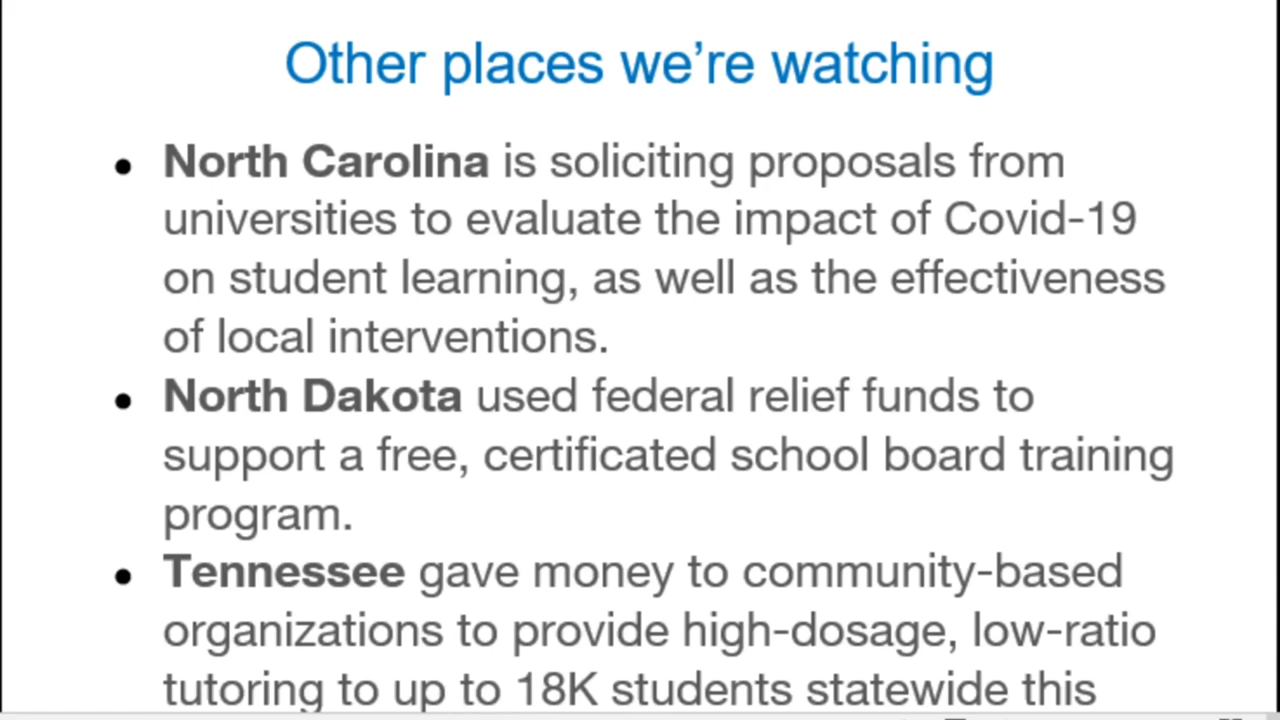 Other places we’re watching
• North Carolina is soliciting proposals from
universities to evaluate the impact of Covid-19
on student learning, as well as the effectiveness
of local interventions.
• North Dakota used federal relief funds to
support a free, certificated school board training
program.
• Tennessee gave money to community-based
organizations to provide high-dosage, low-ratio
tutoring to up to 18K students statewide this